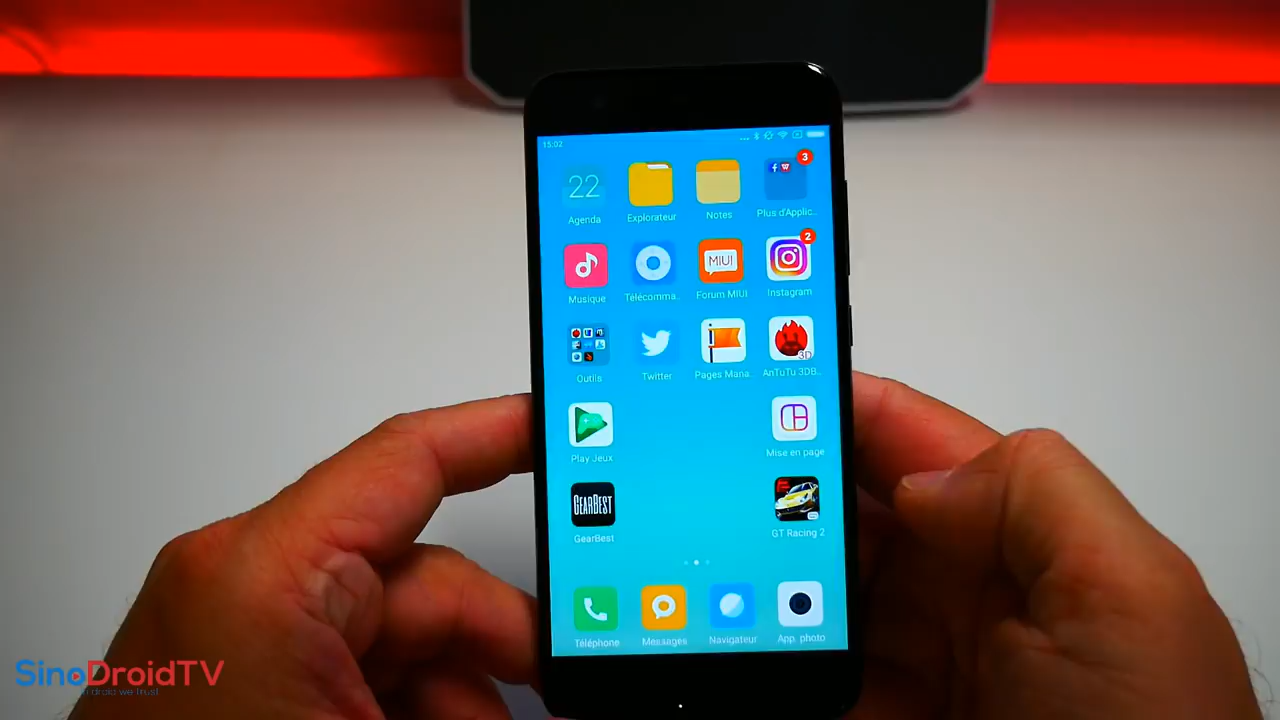 15:02
22
3
Agenda
Explorateur
Notes
Plus d'Applic..
MIUI
2
Musique
Télécomma..
Forum MIUI
Instagram
3D
Outils
Twitter
Pages Mana..
AnTuTu 3DB..
Play Jeux
Mise en page
GEARBEST
GearBest
GT Racing 2
Téléphone
Messages
Navigateur
App. photo
SinoDroidTV
In droid we Trust